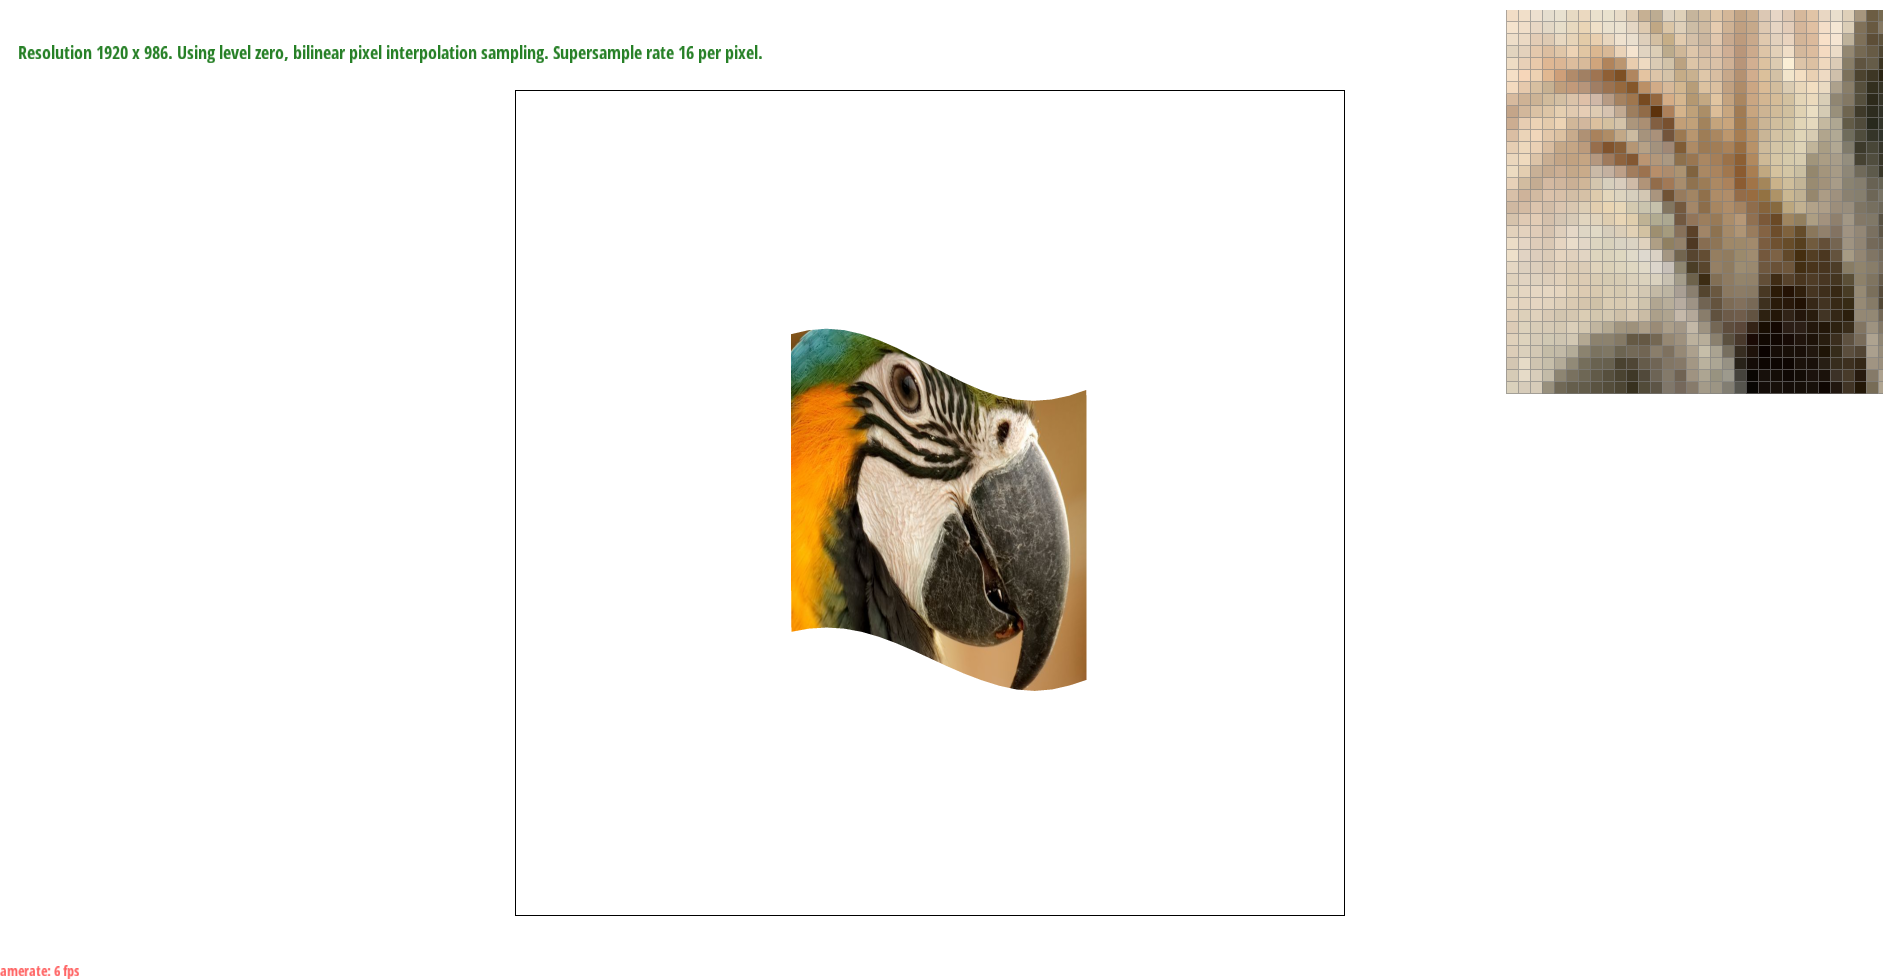 Resolution 1920 x 986. Using level zero, bilinear pixel interpolation sampling. Supersample rate 16 per pixel.
amerate: 6 fps